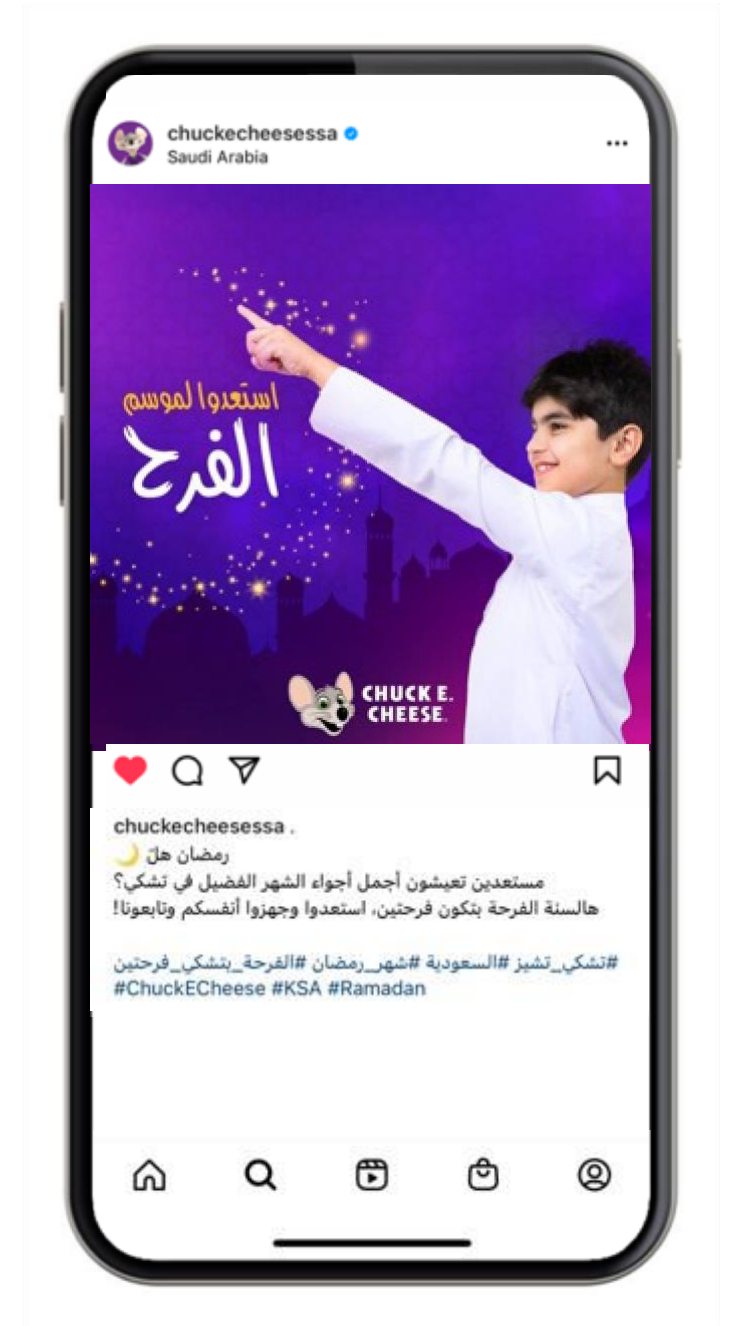 chuckecheesessa
Saudi Arabia
استعدوا لموسم
الفرح
CHUCK E.
CHEESE
chuckecheesessa .
رمضان هلّ 🌙
مستعدين تعيشون أجمل أجواء الشهر الفضيل في تشكي؟
هالسنة الفرحة بتكون فرحتين، استعدوا وجهزوا أنفسكم وتابعونا!
#تشكي_تشيز #السعودية #شهر_رمضان #الفرحة_بتشكي_فرحتين
#ChuckECheese #KSA #Ramadan